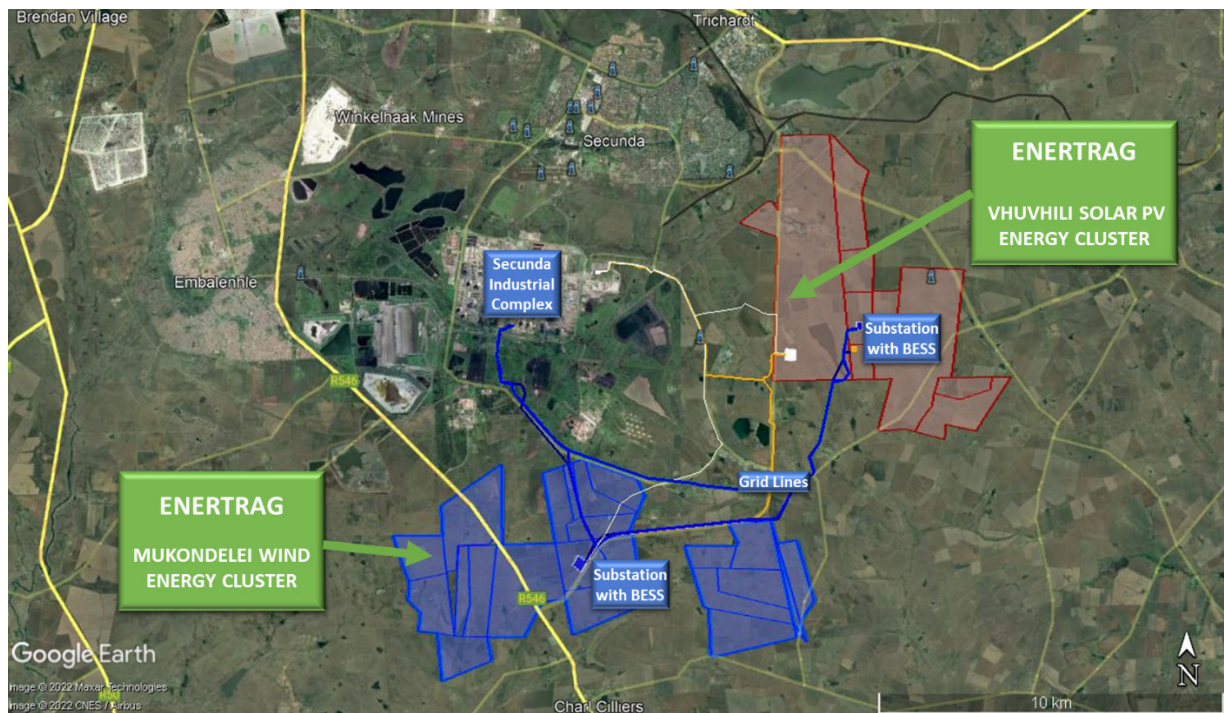 Brendan Village
Trichardt
Winkelhaak Mines
Secunda
ENERTRAG
VHUVHILI SOLAR PV
ENERGY CLUSTER
Embalenhle
Secunda
Industrial
Complex
Substation
with BESS
R546
Grid Lines
ENERTRAG
MUKONDELEI WIND
ENERGY CLUSTER
Substation
with BESS
R546
Google Earth
Image © 2022 Maxar Technologies
R50
Image © 2022 CNES / Airbus
Charl Cilliers
10 km
N